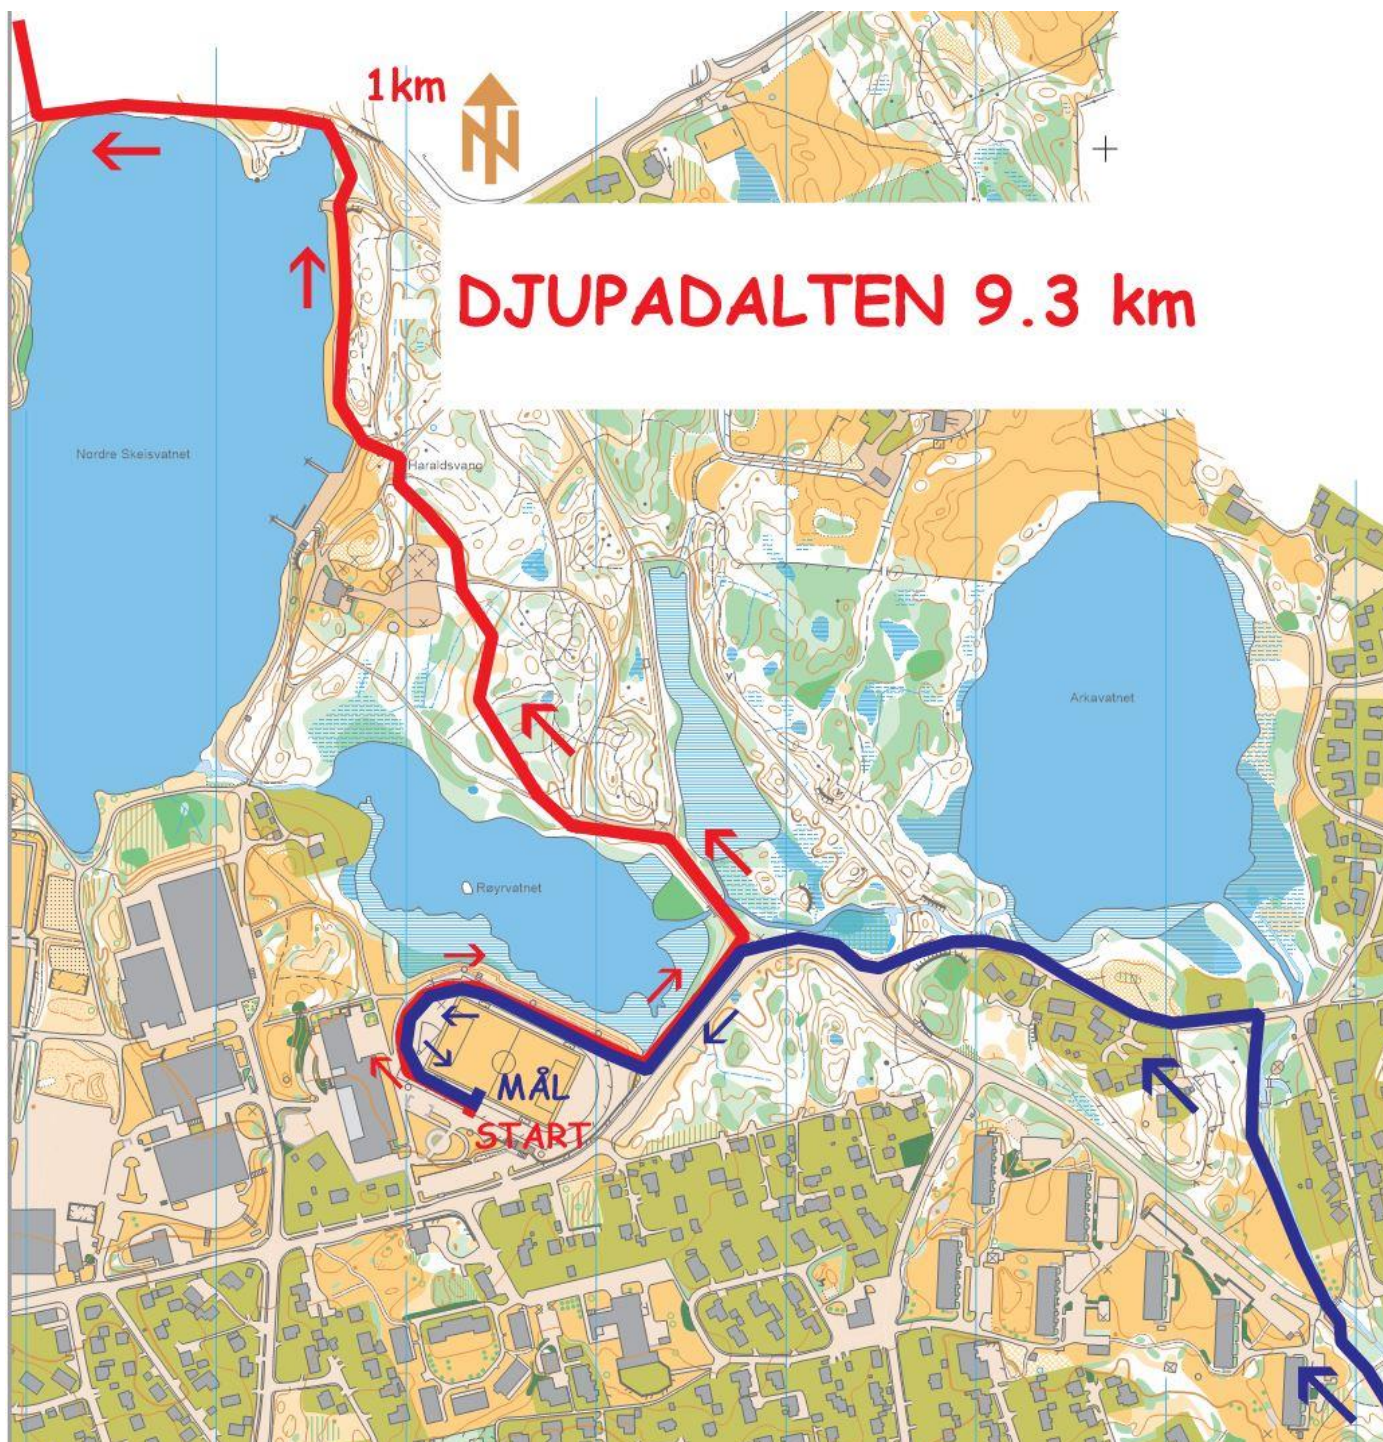 1km
N
DJUPADALTEN 9.3 km
Nordre Skeisvatnet
Haraldsvang
Arkavatnet
Røyrvatnet
MÅL
START